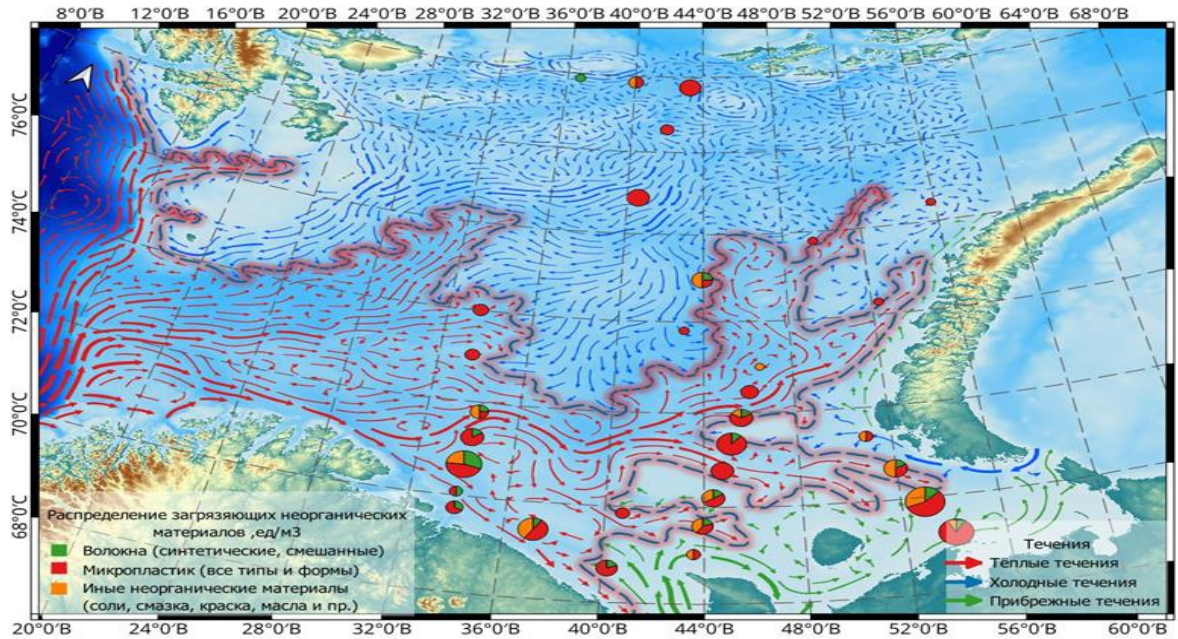 8°0'0"В 12°0'В 16°0'В 20°0'В 24°0'В 28°0'В 32°0'В 36°0'В 40°0'В 44°0'В 48°0'В 52°0'В 56°0'В 60°0'В 64°0'В 68°0'В
76°0'С
74°0'С
72°0'С
70°0'С
68°0'С
Распределение загрязяющих неорганических
материалов ,ед/м3
Волокна (синтетические, смешанные)
Микропластик (все типы и формы)
Иные неорганические материалы
(соли, смазка, краска, масла и пр.)
Течения
Тёплые течения
Холодные течения
Прибрежные течения
20°0'В 24°0'В 28°0'В 32°0'В 36°0'В 40°0'В 44°0'В 48°0'В 52°0'В 56°0'В 60°0'В